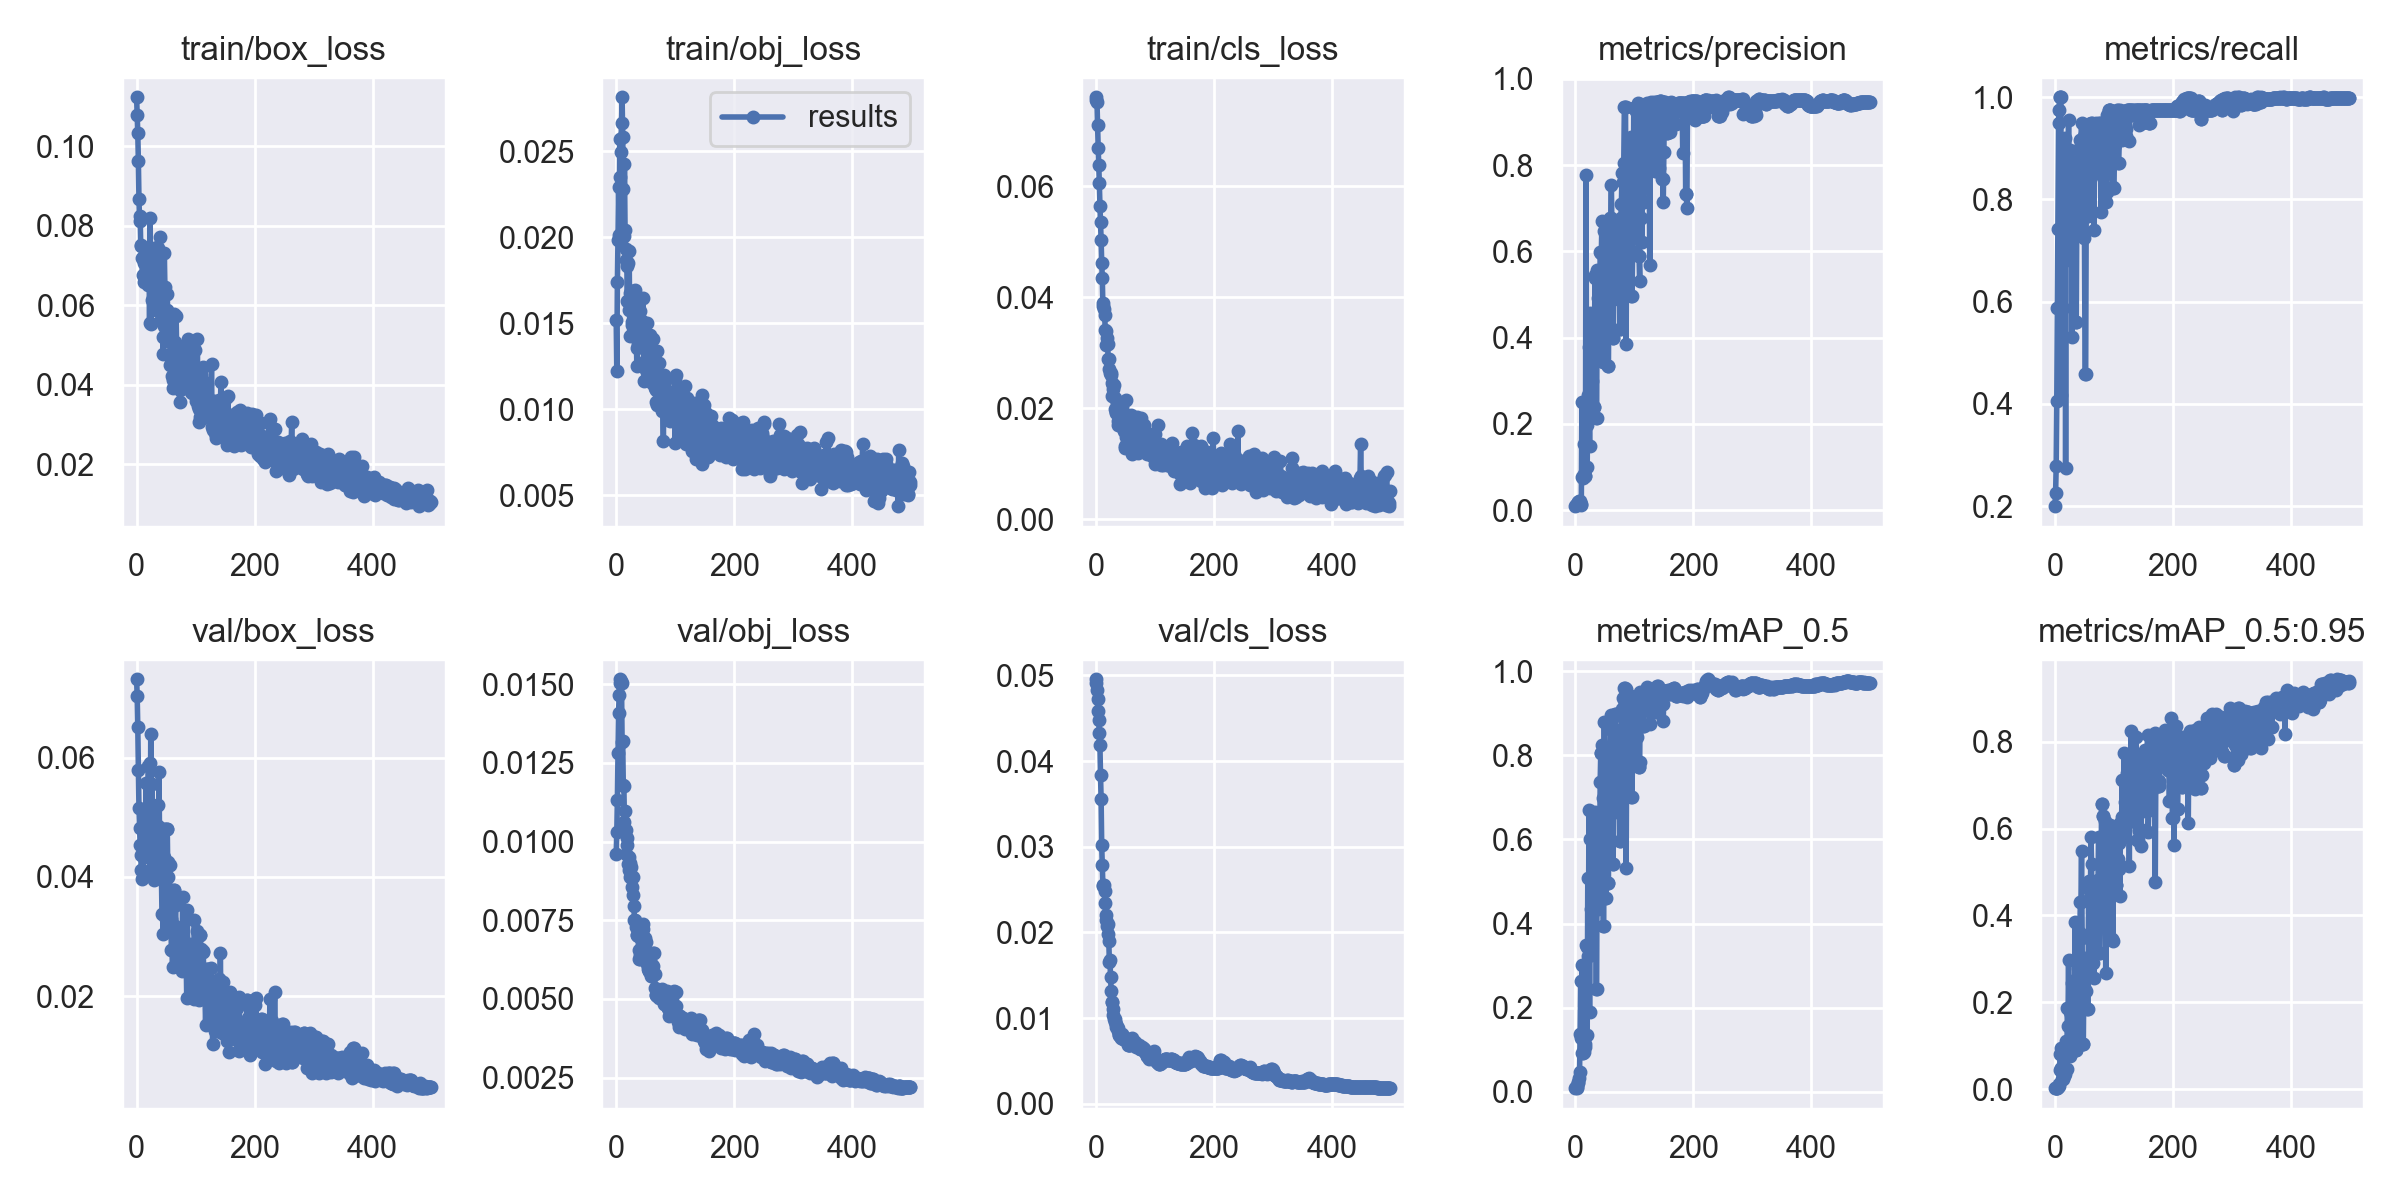 train/box_loss
0.10
0.08
0.06
0.04
0.02
0 200 400
train/obj_loss
results
0.025
0.020
0.015
0.010
0.005
0 200 400
train/cls_loss
0.06
0.04
0.02
0.00
0 200 400
metrics/precision
1.0
0.8
0.6
0.4
0.2
0.0
0 200 400
metrics/recall
1.0
0.8
0.6
0.4
0.2
0 200 400
val/box_loss
0.06
0.04
0.02
0 200 400
val/obj_loss
0.0150
0.0125
0.0100
0.0075
0.0050
0.0025
0 200 400
val/cls_loss
0.05
0.04
0.03
0.02
0.01
0.00
0 200 400
metrics/mAP_0.5
1.0
0.8
0.6
0.4
0.2
0.0
0 200 400
metrics/mAP_0.5:0.95
0.8
0.6
0.4
0.2
0.0
0 200 400